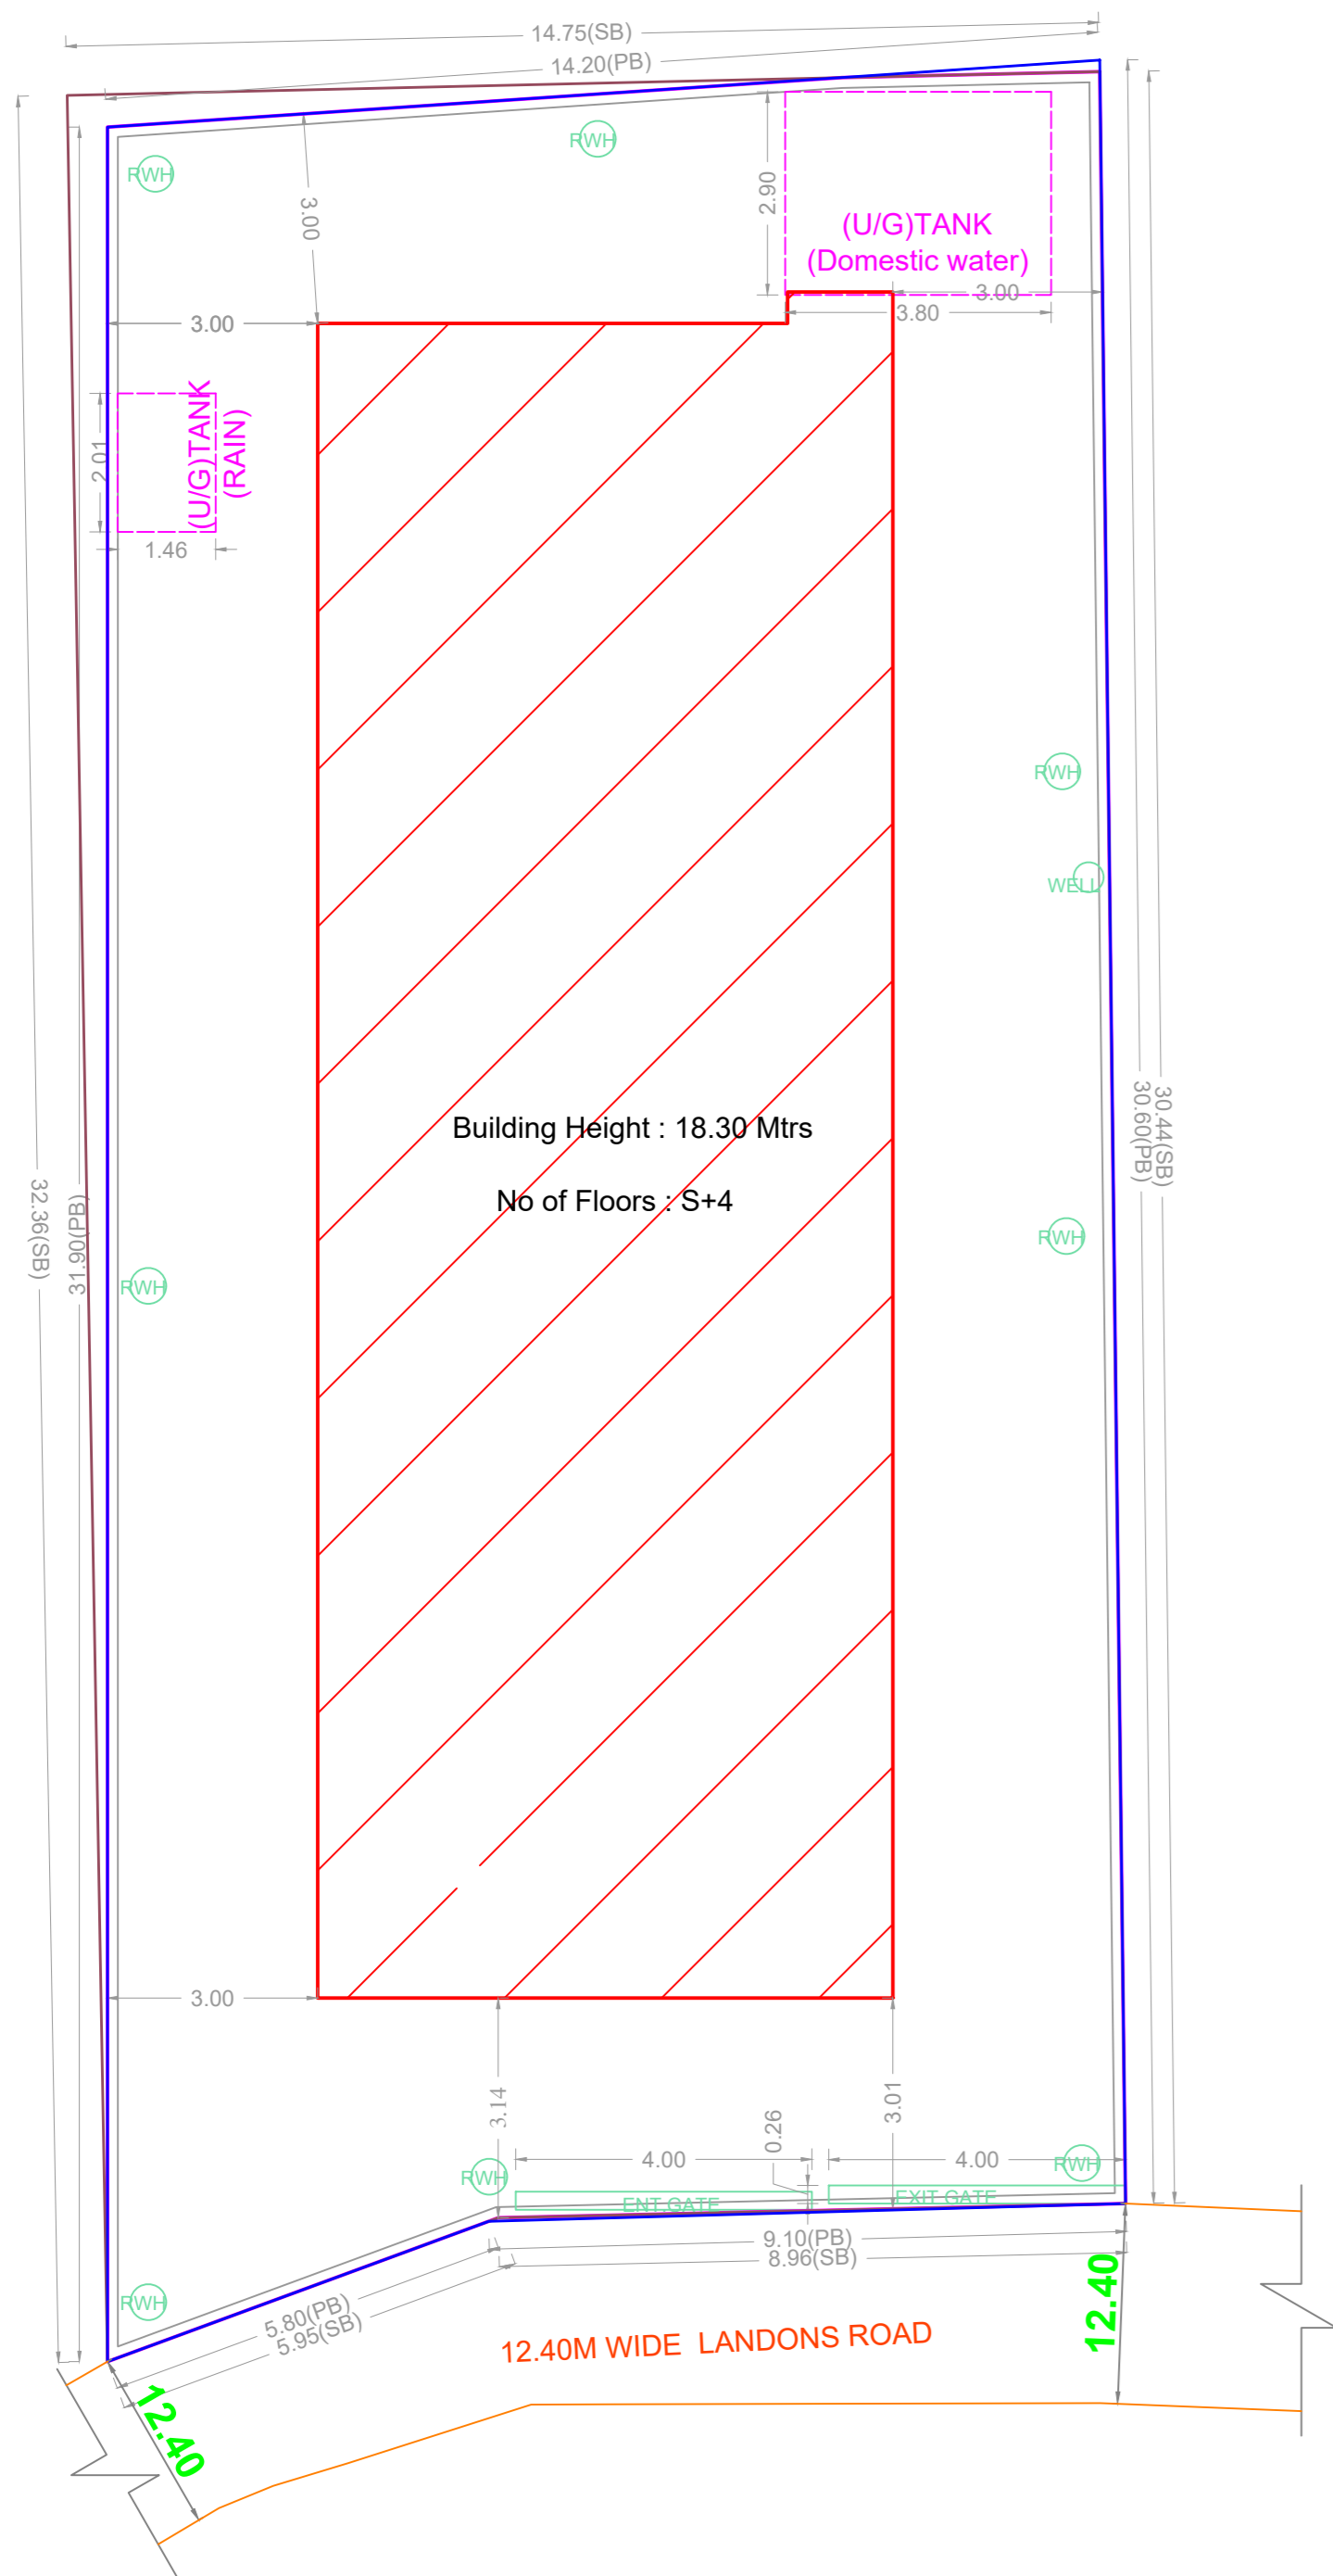 14.75(SB)
14.20(PB)
RWH
RWH
3.00
2.90
(U/G)TANK
(Domestic water)
3.00
3.80
3.00
(U/G)TANK
(RAIN)
2.01
1.46
RWH
WELL
Building Height : 18.30 Mtrs
No of Floors : S+4
30.44(SB)
30.60(PB)
32.36(SB)
31.90(PB)
RWH
RWH
3.00
3.14
3.01
0.26
4.00
4.00
RWH
RWH
ENT.GATE
EXIT GATE
9.10(PB)
8.96(SB)
RWH
5.80(PB)
5.95(SB)
12.40M WIDE LANDONS ROAD
12.40
12.40